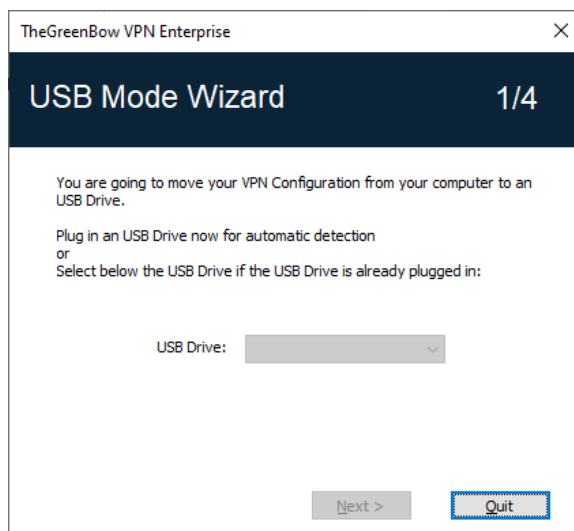 TheGreenBow VPN Enterprise
USB Mode Wizard 1/4
You are going to move your VPN Configuration from your computer to an
USB Drive.
Plug in an USB Drive now for automatic detection
or
Select below the USB Drive if the USB Drive is already plugged in:
USB Drive:
Next >
Quit